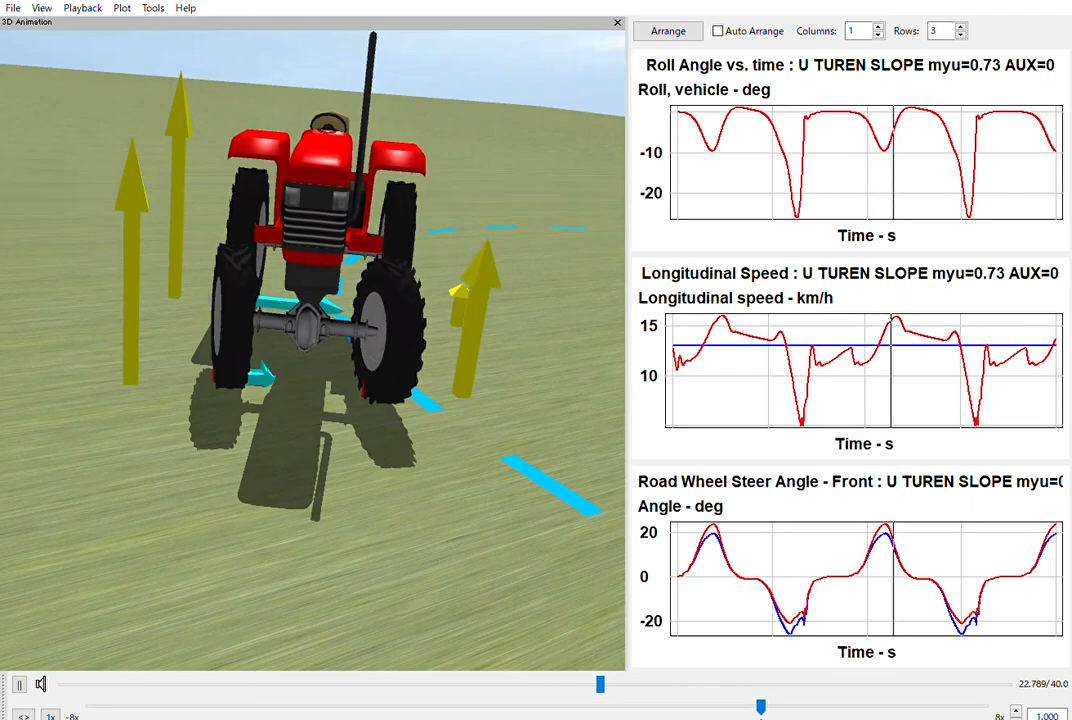 File View Playback Plot Tools Help
3D Animation
Arrange Auto Arrange Columns: 1 Rows: 3
Roll Angle vs. time : U TUREN SLOPE myu=0.73 AUX=0
Roll, vehicle - deg
-10
-20
Time - s
Longitudinal Speed : U TUREN SLOPE myu=0.73 AUX=0
Longitudinal speed - km/h
15
10
Time - s
Road Wheel Steer Angle - Front : U TUREN SLOPE myu=0
Angle - deg
20
0
-20
Time - s
22.789/40.0
<> 1x -8x 8x 1.000